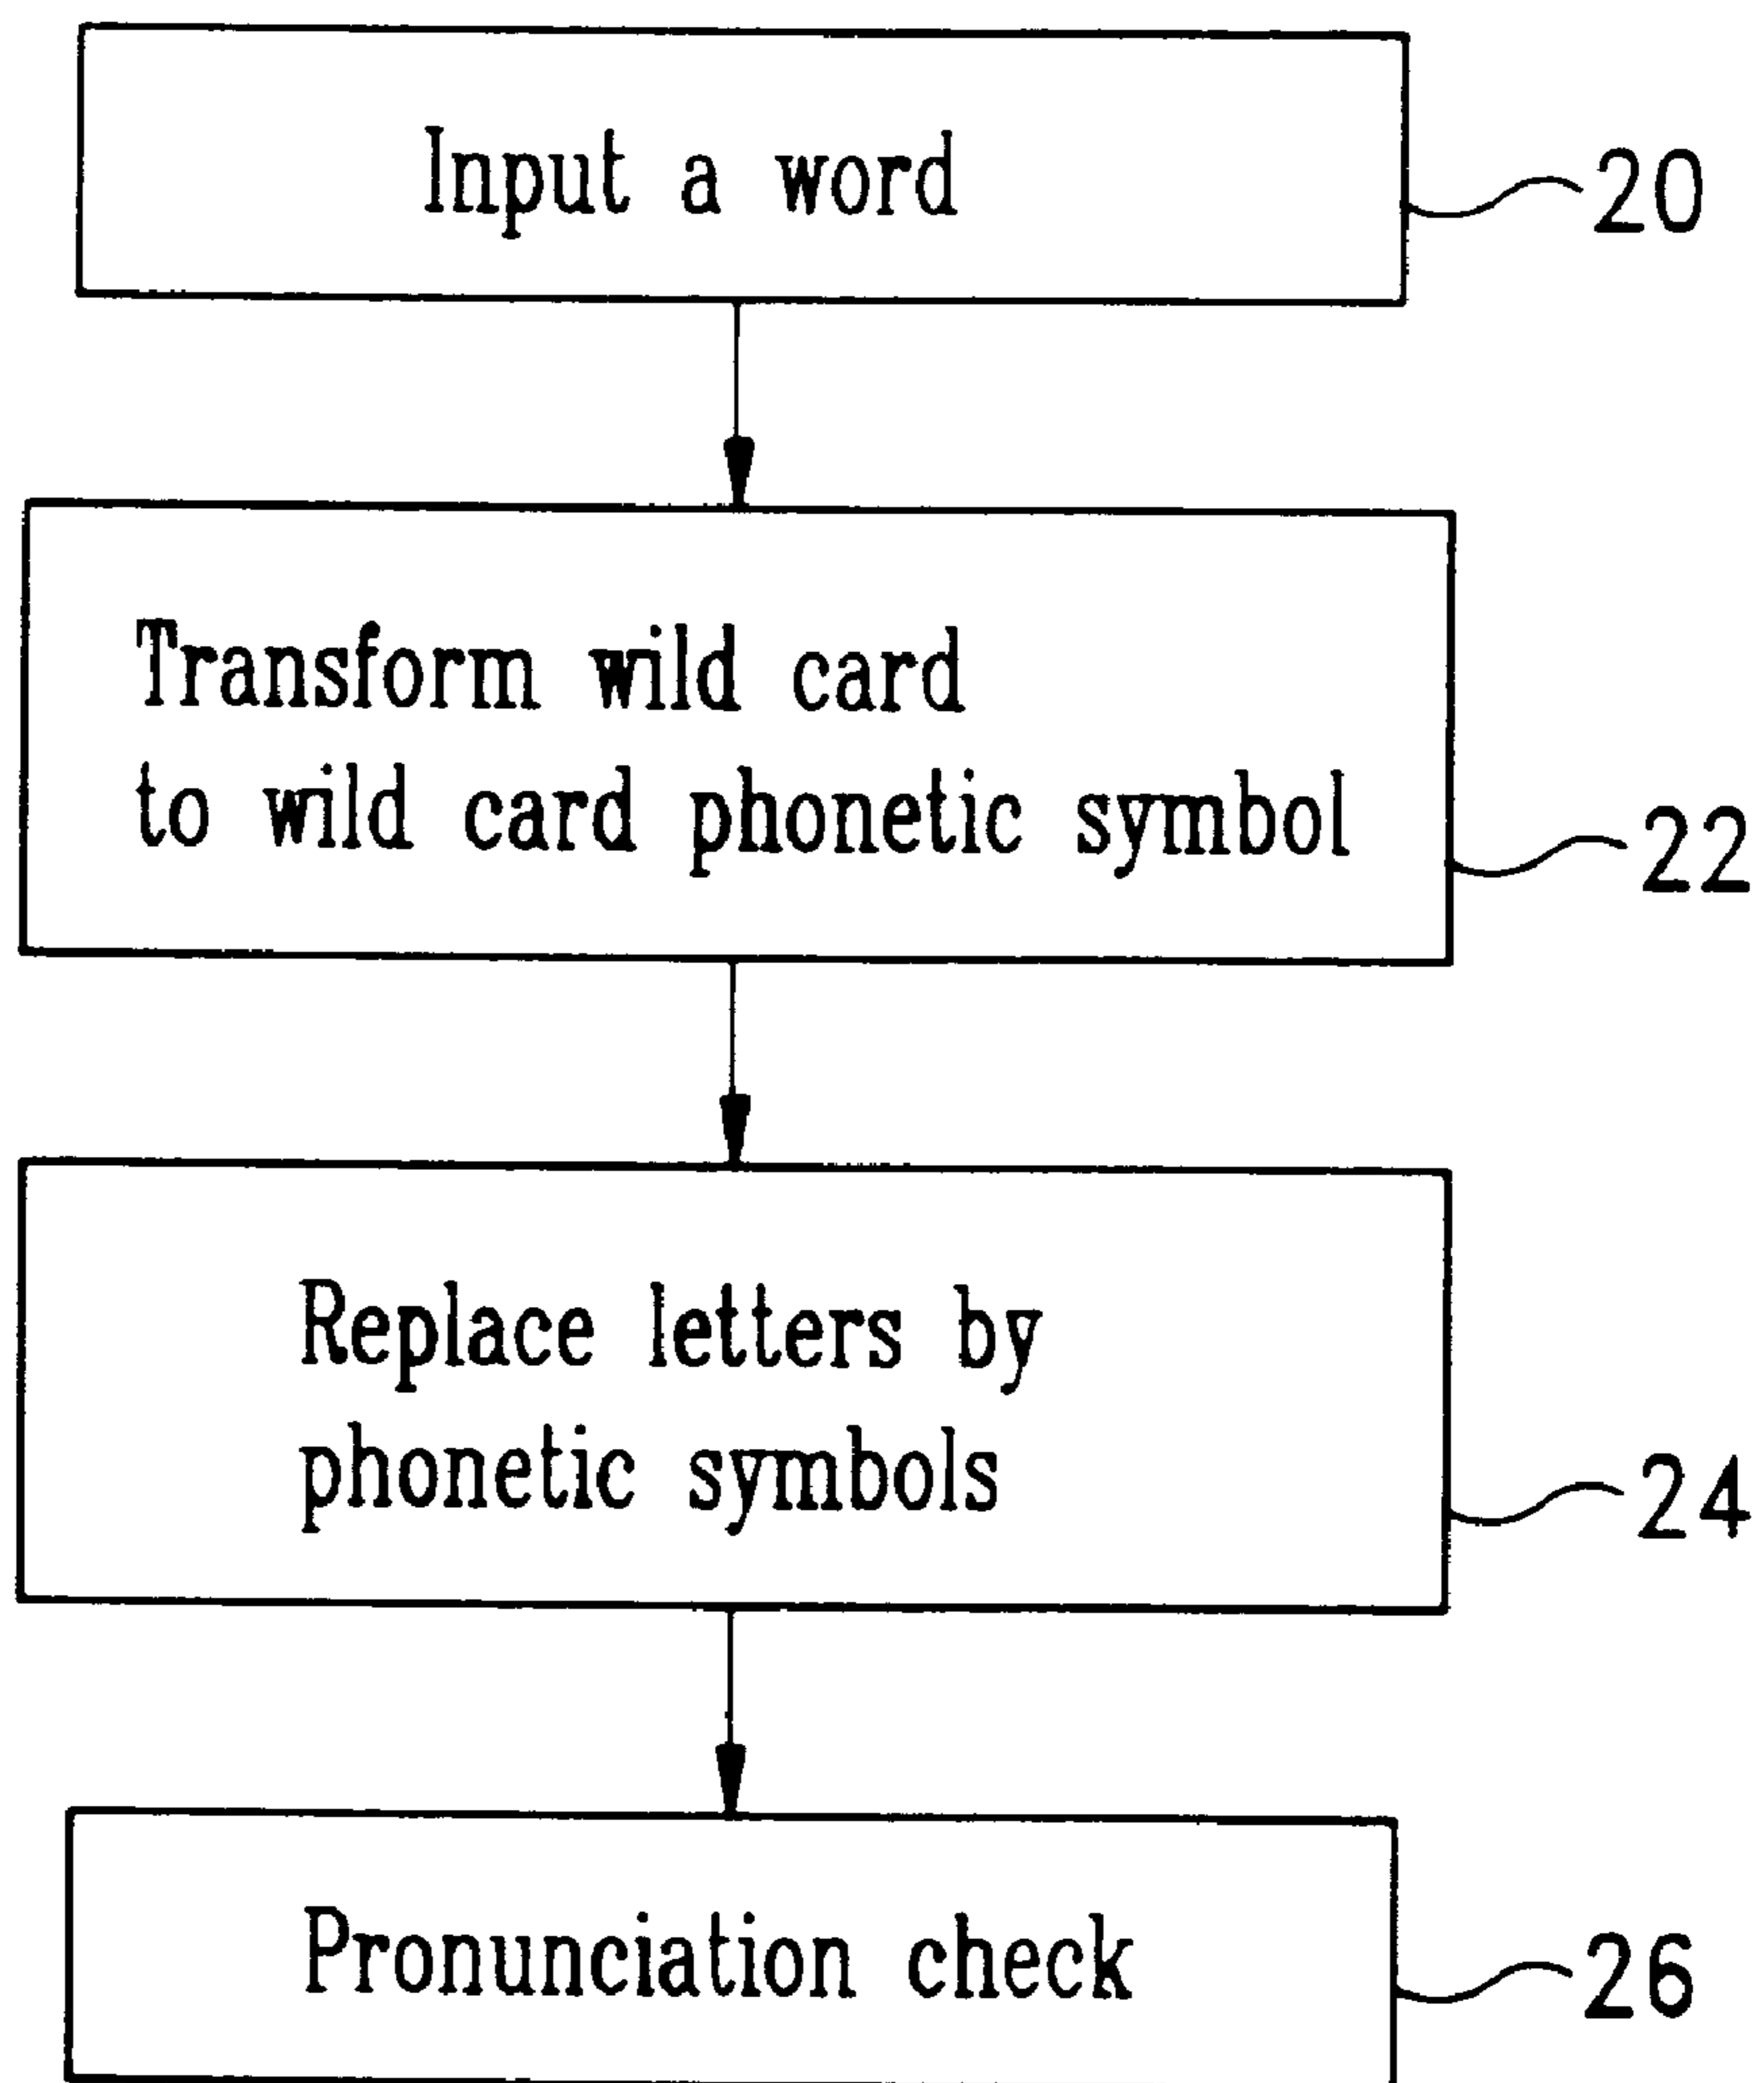 Input a word
20
Transform wild card
to wild card phonetic symbol
22
Replace letters by
phonetic symbols
24
Pronunciation check
26